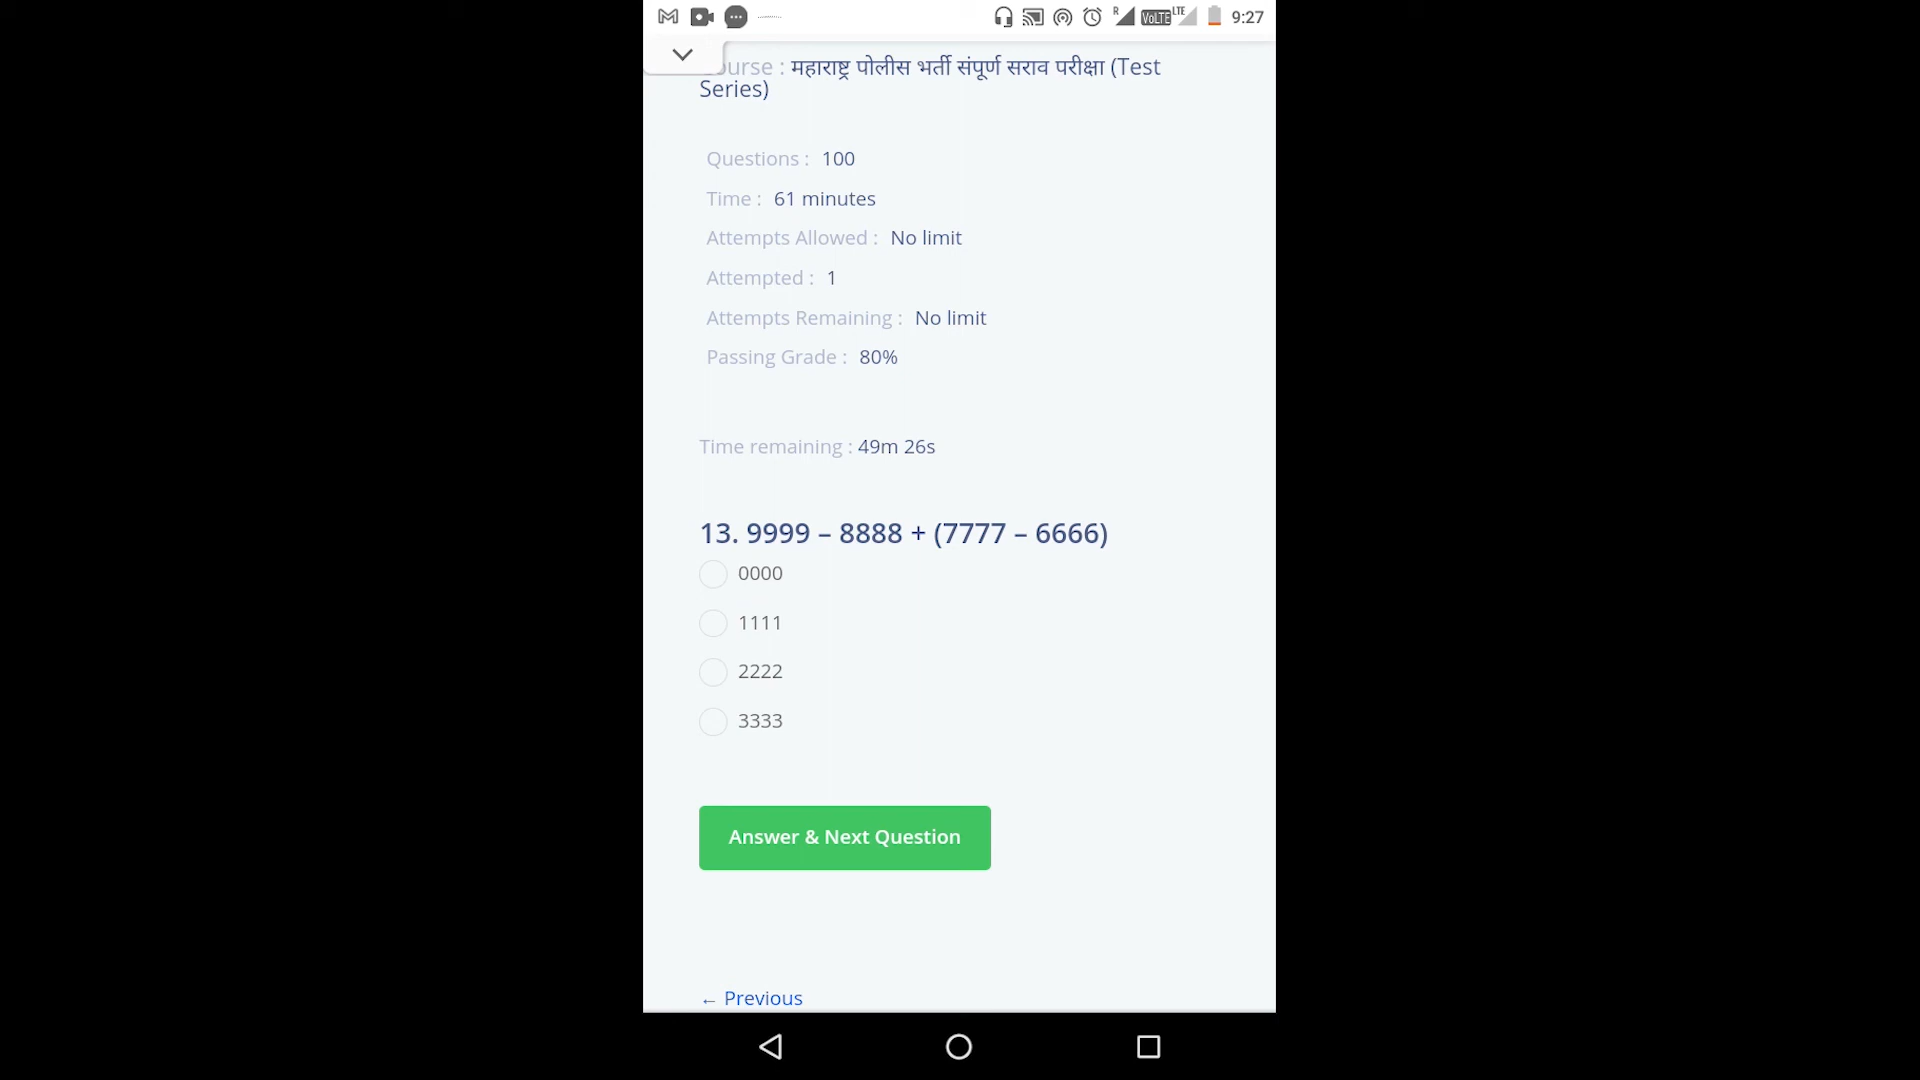 9:27
Course : महाराष्ट्र पोलीस भर्ती संपूर्ण सराव परीक्षा (Test
Series)
Questions : 100
Time : 61 minutes
Attempts Allowed : No limit
Attempted : 1
Attempts Remaining : No limit
Passing Grade : 80%
Time remaining : 49m 26s
13. 9999 – 8888 + (7777 – 6666)
0000
1111
2222
3333
Answer & Next Question
← Previous